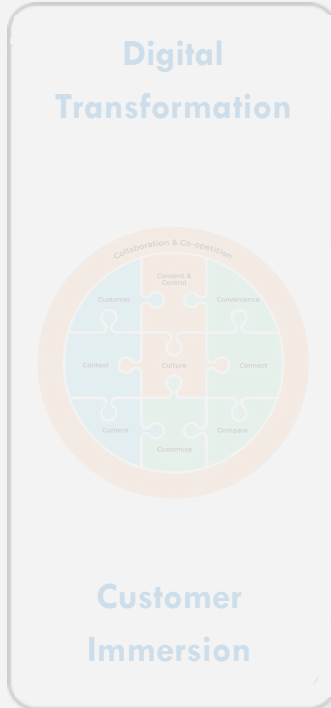 Digital
Transformation
Collaboration & Co-opetition
Consent &
Control
Customer
Convenience
Context
Culture
Connect
Content
Compare
Customise
Customer
Immersion